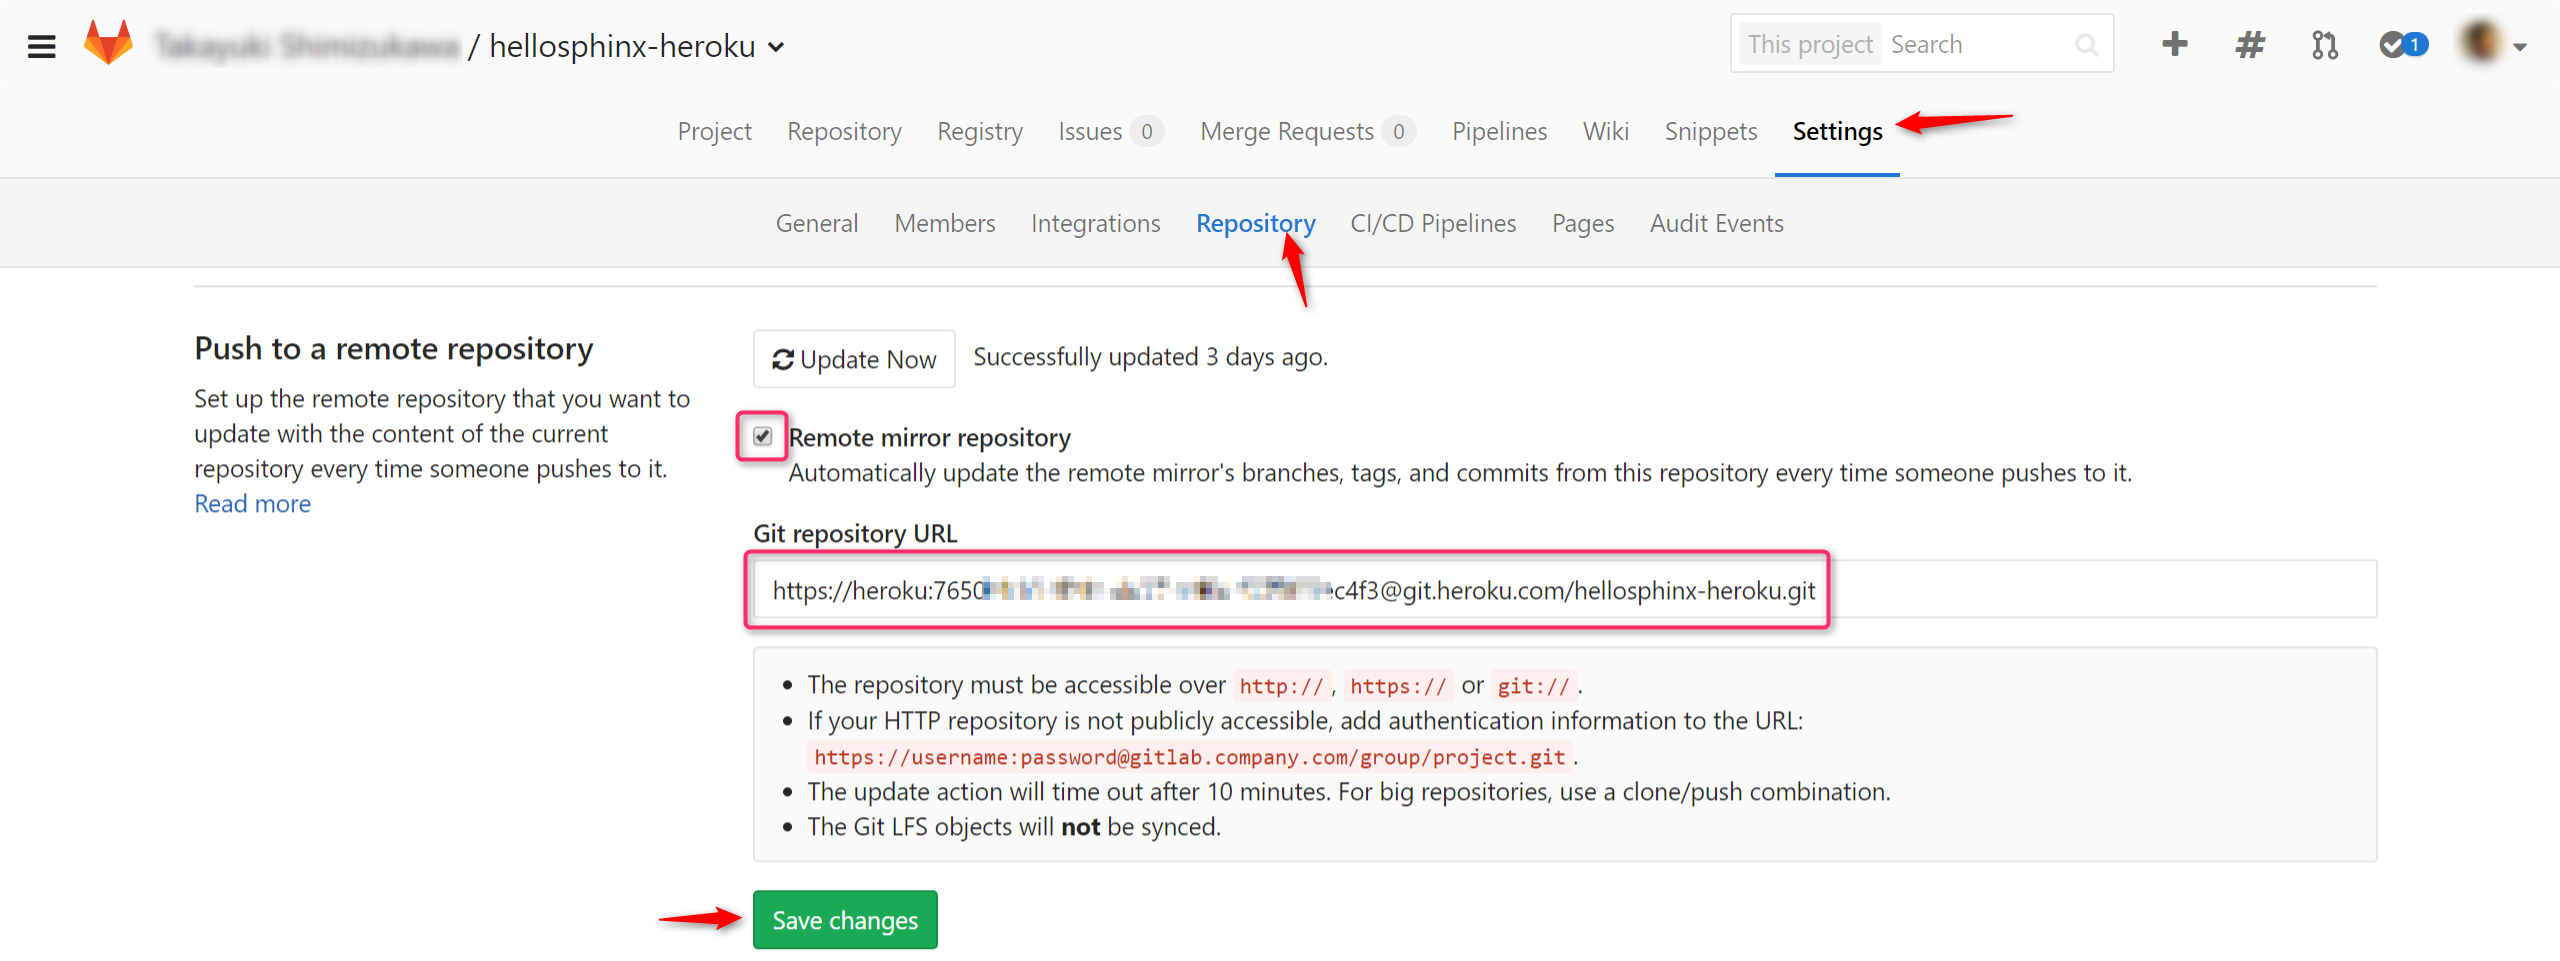 / hellosphinx-heroku
This project Search
1
Project Repository Registry Issues 0 Merge Requests 0 Pipelines Wiki Snippets Settings
General Members Integrations Repository CI/CD Pipelines Pages Audit Events
Push to a remote repository
Set up the remote repository that you want to
update with the content of the current
repository every time someone pushes to it.
Read more
Update Now Successfully updated 3 days ago.
Remote mirror repository
Automatically update the remote mirror's branches, tags, and commits from this repository every time someone pushes to it.
Git repository URL
https://heroku:7650 c4f3@git.heroku.com/hellosphinx-heroku.git
• The repository must be accessible over http://, https:// or git://.
• If your HTTP repository is not publicly accessible, add authentication information to the URL:
https://username:password@gitlab.company.com/group/project.git.
• The update action will time out after 10 minutes. For big repositories, use a clone/push combination.
• The Git LFS objects will not be synced.
Save changes